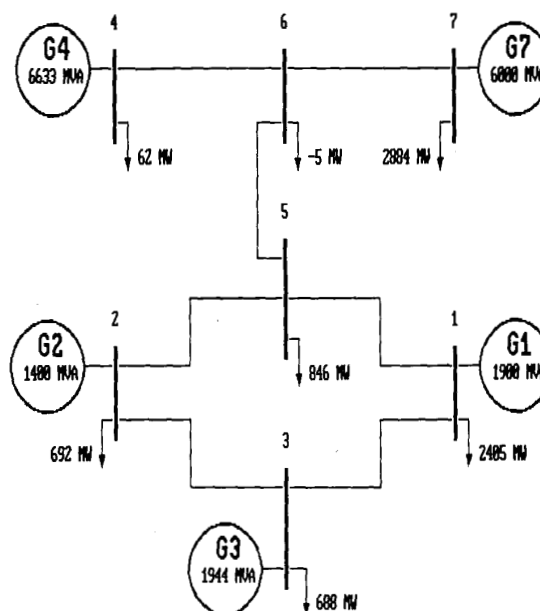 4
6
7
G4
6633 MVA
G7
6000 MVA
62 MW
-5 MW
2884 MW
5
2
1
G2
1400 MVA
G1
1900 MVA
846 MW
692 MW
2405 MW
3
G3
1944 MVA
688 MW